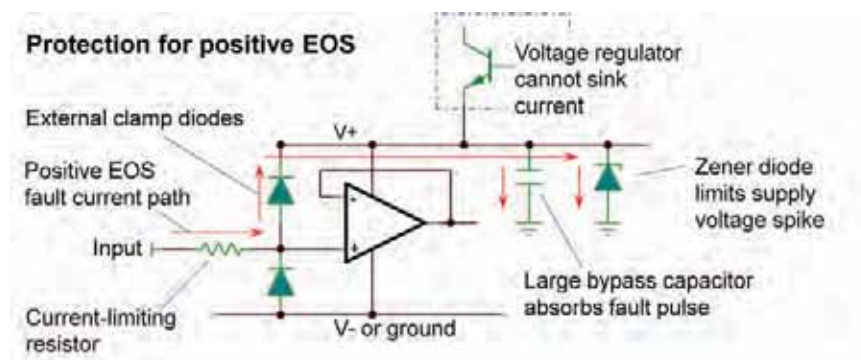 Protection for positive EOS
Voltage regulator
cannot sink
current
External clamp diodes
V+
Positive EOS
fault current path
Zener diode
limits supply
voltage spike
-
+
Input
Large bypass capacitor
absorbs fault pulse
Current-limiting
resistor
V- or ground